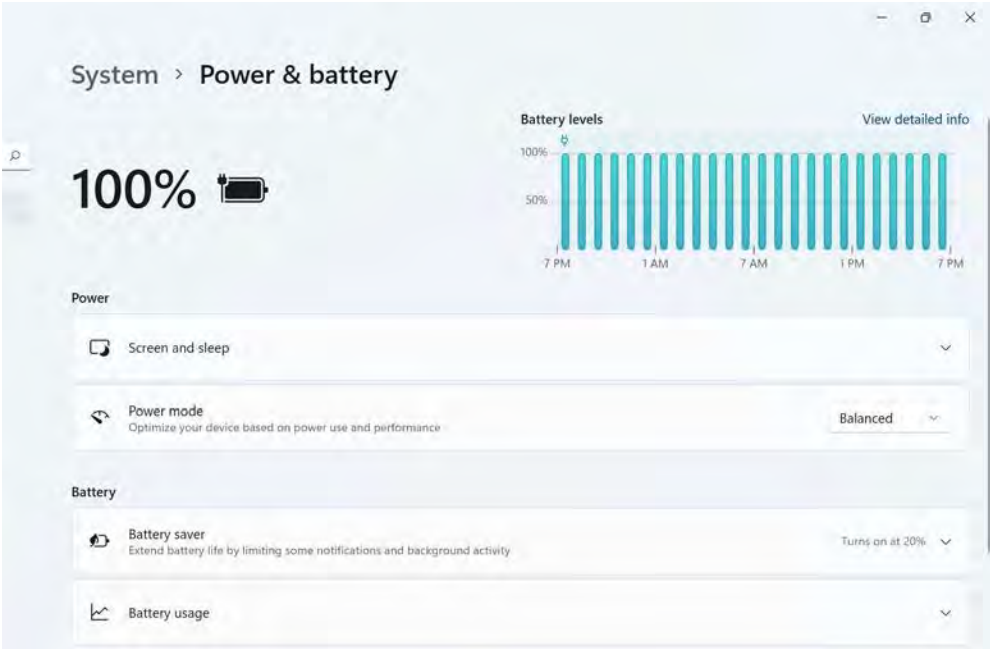 System > Power & battery
Battery levels
View detailed info
100%
100%
50%
7 PM
1 AM
7 AM
1 PM
7 PM
Power
Screen and sleep
Power mode
Optimize your device based on power use and performance
Balanced
Battery
Battery saver
Extend battery life by limiting some notifications and background activity
Turns on at 20%
Battery usage